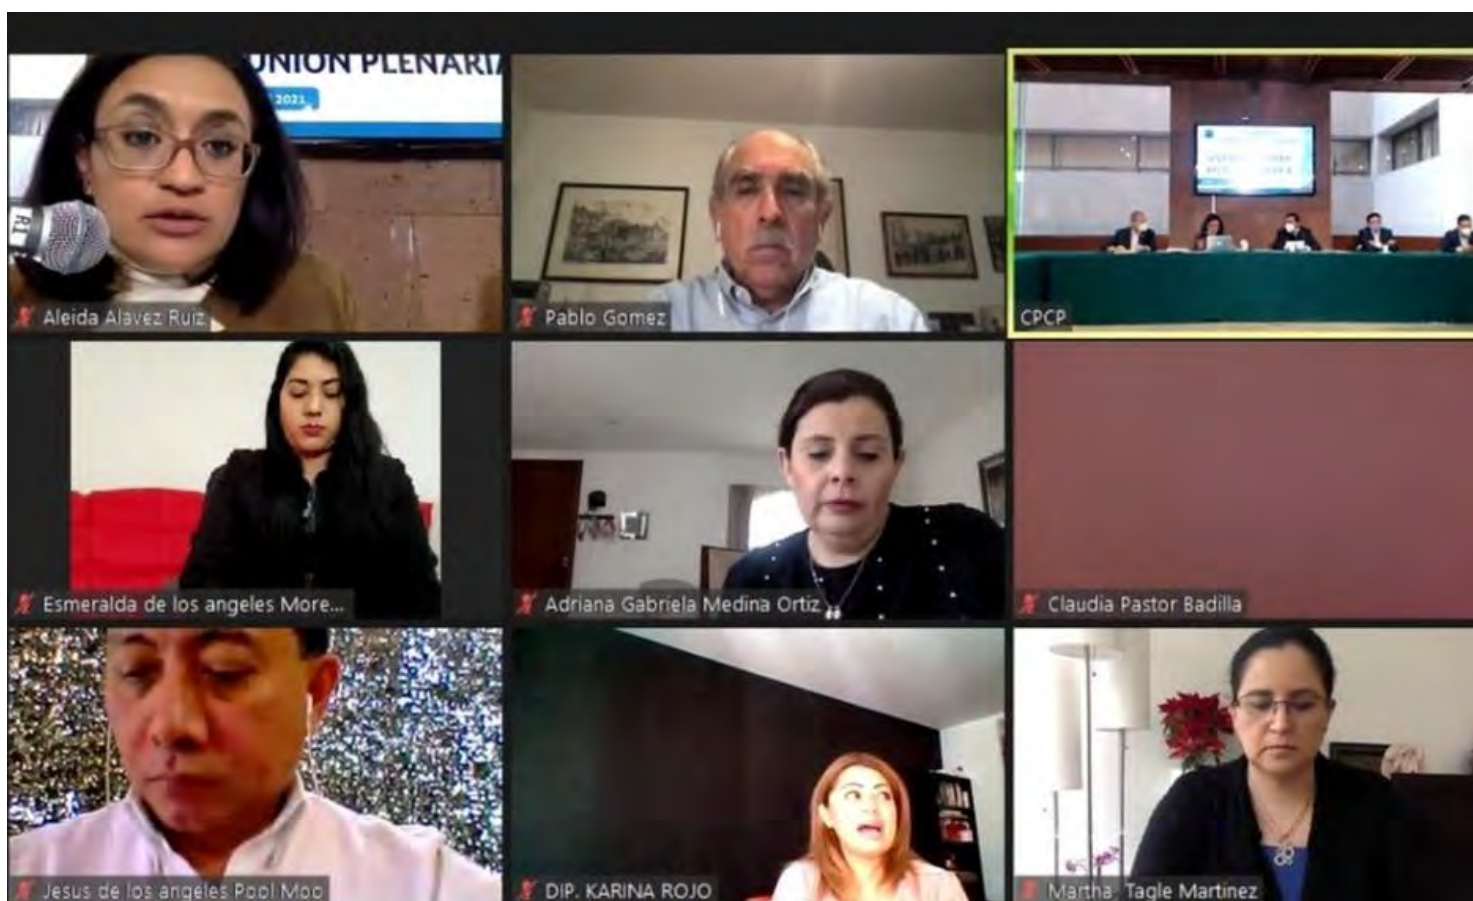 UNIÓN PLENARIA
2021
Aleida Alavez Ruiz
Pablo Gomez
CPCP
Esmeralda de los angeles More...
Adriana Gabriela Medina Ortiz
Claudia Pastor Badilla
Jesus de los angeles Pool Moo
DIP. KARINA ROJO
Martha Tagle Martinez